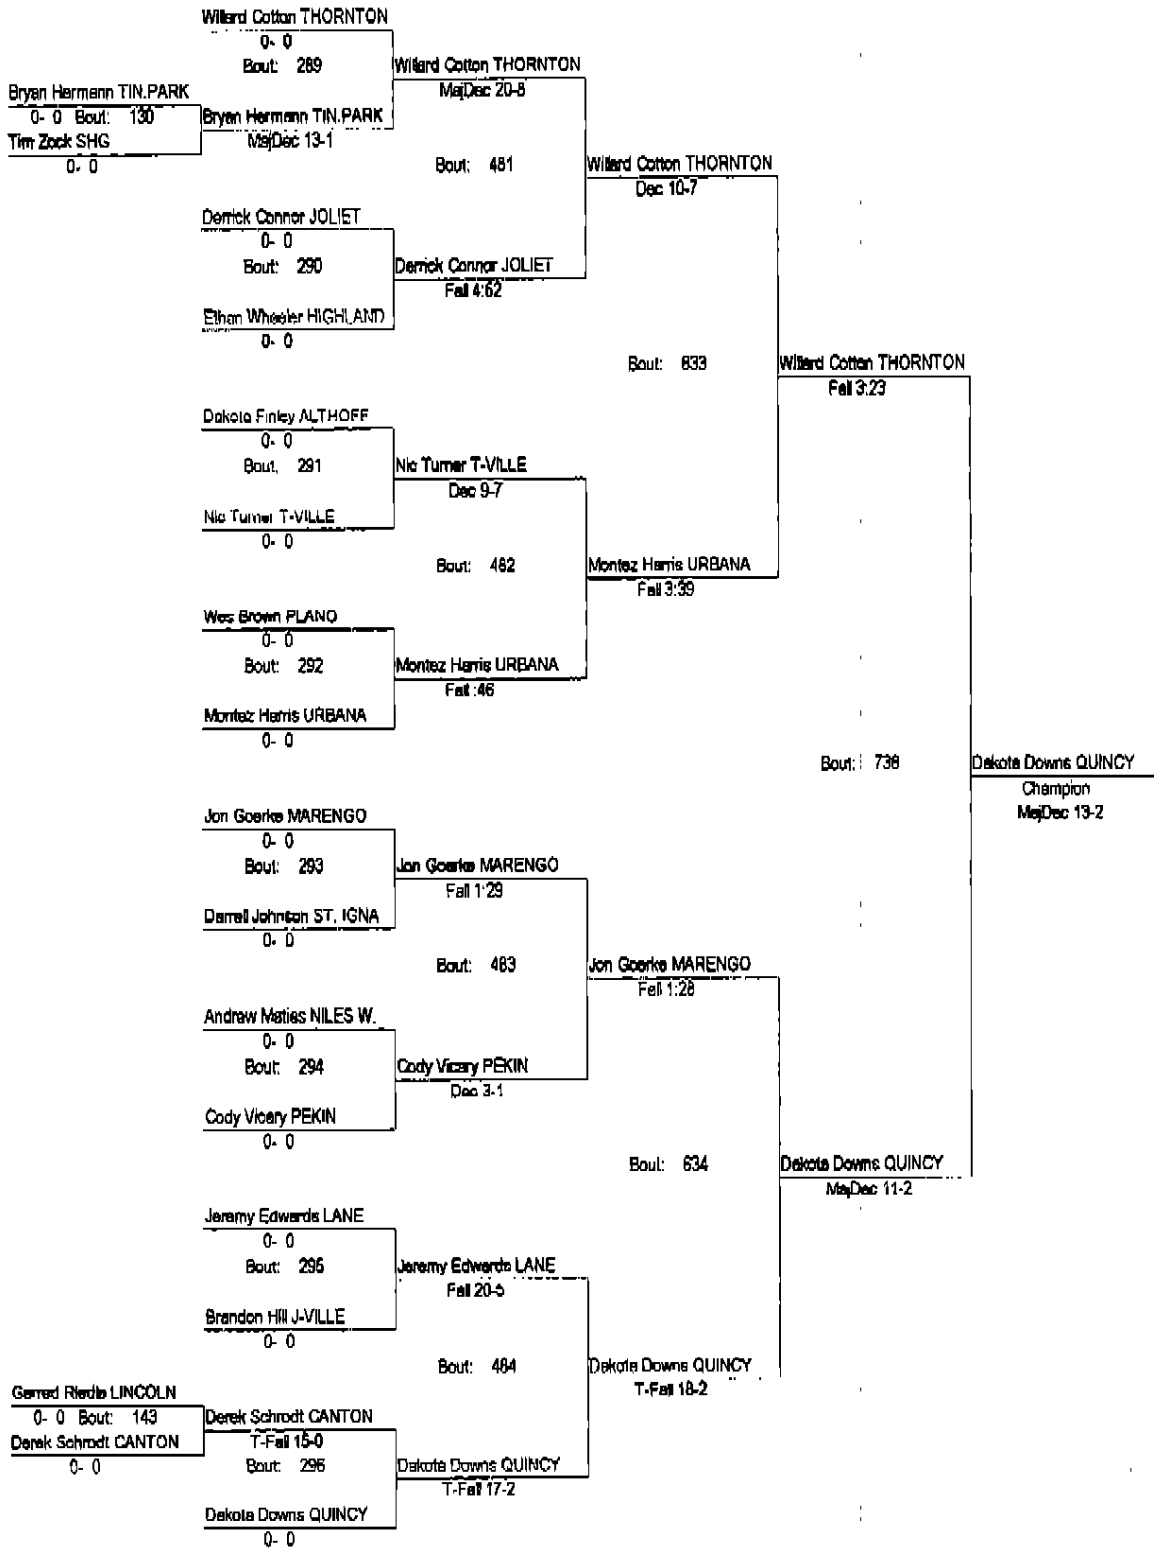 Willard Cotton THORNTON
0- 0
Bout: 289
Willard Cotton THORNTON
MajDec 20-8
Bryan Hermann TIN.PARK
0- 0 Bout: 130
Bryan Hermann TIN.PARK
MajDec 13-1
Tim Zock SHG
0- 0
Bout: 481
Willard Cotton THORNTON
Dec 10-7
Derrick Connor JOLIET
0- 0
Bout: 290
Derrick Connor JOLIET
Fall 4:52
Ethan Wheeler HIGHLAND
0- 0
Bout: 633
Willard Cotton THORNTON
Fall 3:23
Dakota Finley ALTHOFF
0- 0
Bout: 291
Nic Turner T-VILLE
Dec 9-7
Nic Turner T-VILLE
0- 0
Bout: 482
Montez Harris URBANA
Fall 3:39
Wes Brown PLANO
0- 0
Bout: 292
Montez Harris URBANA
Fall :46
Montez Harris URBANA
0- 0
Bout: 736
Dakota Downs QUINCY
Champion
MajDec 13-2
Jon Goerke MARENGO
0- 0
Bout: 293
Jon Goerke MARENGO
Fall 1:29
Darrell Johnson ST. IGNA
0- 0
Bout: 483
Jon Goerke MARENGO
Fall 1:28
Andrew Matias NILES W.
0- 0
Bout: 294
Cody Vicary PEKIN
Dec 3-1
Cody Vicary PEKIN
0- 0
Bout: 634
Dakota Downs QUINCY
MajDec 11-2
Jeremy Edwards LANE
0- 0
Bout: 295
Jeremy Edwards LANE
Fall 20-5
Brandon Hill J-VILLE
0- 0
Bout: 484
Dakota Downs QUINCY
T-Fall 18-2
Garred Riedle LINCOLN
0- 0 Bout: 143
Derek Schrodt CANTON
T-Fall 15-0
Derek Schrodt CANTON
0- 0
Bout: 296
Dakota Downs QUINCY
T-Fall 17-2
Dakota Downs QUINCY
0- 0